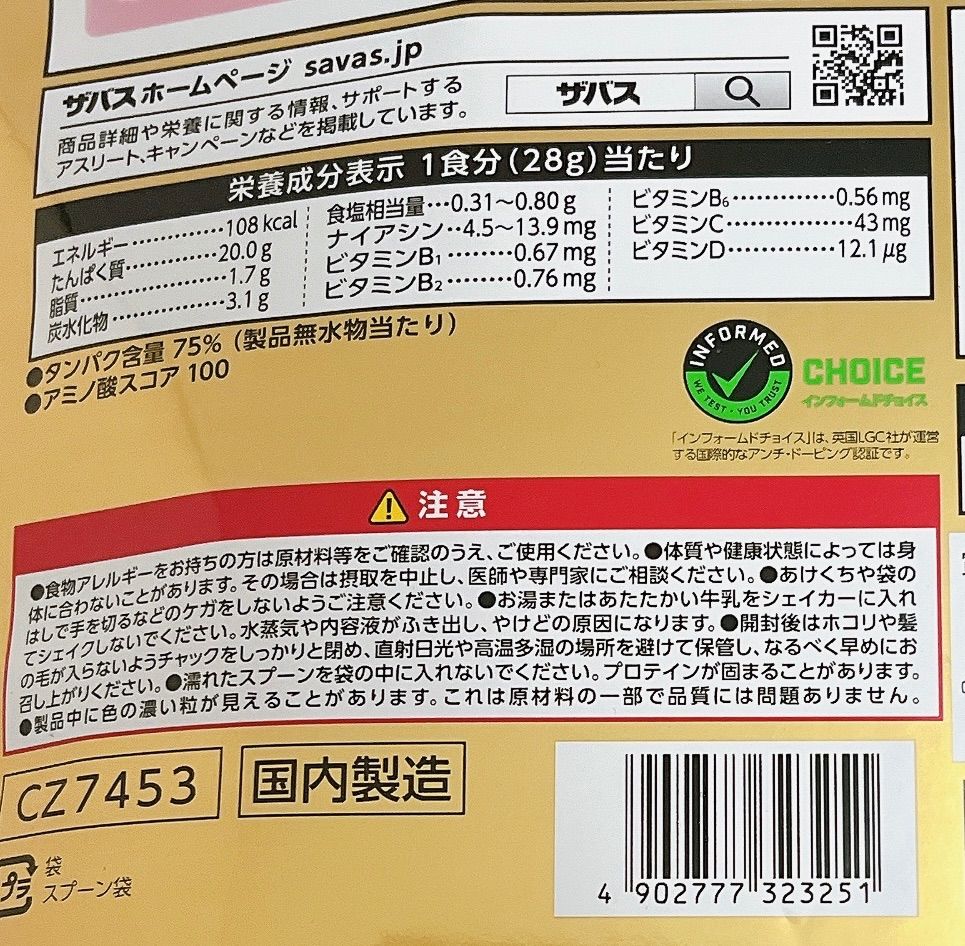 ザバスホームページ savas.jp
商品詳細や栄養に関する情報、サポートする
アスリート、キャンペーンなどを掲載しています。
ザバス
栄養成分表示 1食分(28g)当たり
エネルギー…………108 kcal
たんぱく質…………20.0 g
脂質…………………1.7 g
炭水化物……………3.1 g
食塩相当量…0.31〜0.80 g
ナイアシン‥4.5〜13.9 mg
ビタミンB₁………0.67 mg
ビタミンB₂………0.76 mg
ビタミンB₆……………0.56 mg
ビタミンC………………43 mg
ビタミンD……………12.1 μg
●タンパク含量 75% (製品無水物当たり)
●アミノ酸スコア 100
INFORMED
WE TEST · YOU TRUST
CHOICE
インフォームドチョイス
「インフォームドチョイス」は、英国LGC社が運営
する国際的なアンチ・ドーピング認証です。
注意
●食物アレルギーをお持ちの方は原材料等をご確認のうえ、ご使用ください。●体質や健康状態によっては身
体に合わないことがあります。その場合は摂取を中止し、医師や専門家にご相談ください。●あけくちや袋の
はしで手を切るなどのケガをしないようご注意ください。●お湯またはあたたかい牛乳をシェイカーに入れ
てシェイクしないでください。水蒸気や内容液がふき出し、やけどの原因になります。●開封後はホコリや髪
の毛が入らないようチャックをしっかりと閉め、直射日光や高温多湿の場所を避けて保管し、なるべく早めにお
召し上がりください。●濡れたスプーンを袋の中に入れないでください。プロテインが固まることがあります。
●製品中に色の濃い粒が見えることがあります。これは原材料の一部で品質には問題ありません。
CZ7453
国内製造
プラ
袋
スプーン袋
4 902777 323251